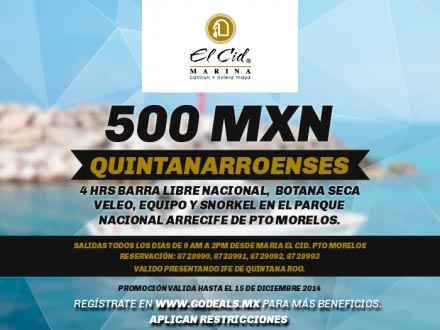 El Cid®
MARINA
cancun • riviera maya
500 MXN
QUINTANARROENSES
4 HRS BARRA LIBRE NACIONAL, BOTANA SECA
VELEO, EQUIPO Y SNORKEL EN EL PARQUE
NACIONAL ARRECIFE DE PTO MORELOS.
SALIDAS TODOS LOS DIAS DE 9 AM A 2PM DESDE MARIA EL CID. PTO MORELOS
RESERVACIÓN: 8728990, 8728991, 8729092, 8728993
VALIDO PRESENTANDO IFE DE QUINTANA ROO.
PROMOCIÓN VALIDA HASTA EL 15 DE DICIEMBRE 2014
REGÍSTRATE EN WWW.GODEALS.MX PARA MÁS BENEFICIOS.
APLICAN RESTRICCIONES